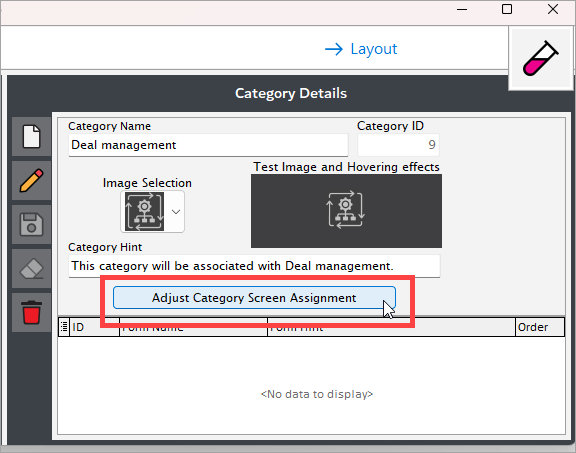 Layout
Category Details
Category Name
Category ID
Deal management
9
Image Selection
Test Image and Hovering effects
Category Hint
This category will be associated with Deal management.
Adjust Category Screen Assignment
ID Form Name Form Hint Order
<No data to display>